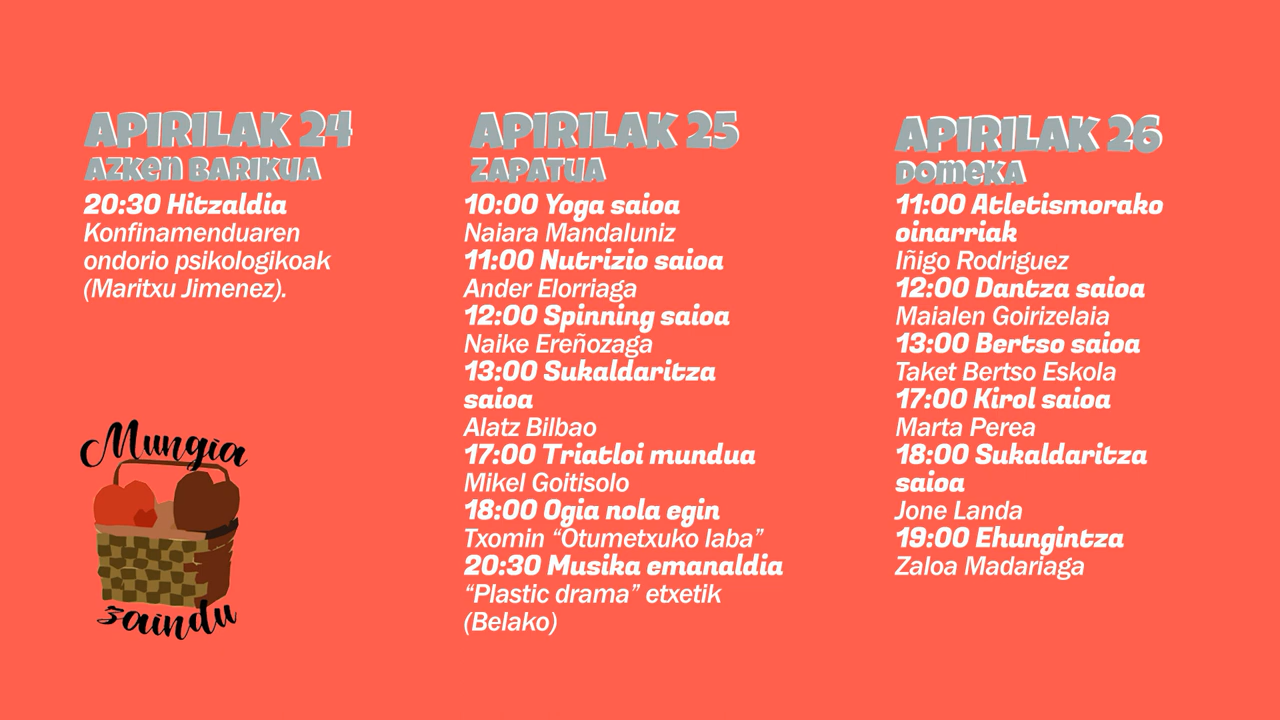 APIRILAK 24
AZKEN BARIKUA
20:30 Hitzaldia
Konfinamenduaren
ondorio psikologikoak
(Maritxu Jimenez).
Mungia
zaindu
APIRILAK 25
ZAPATUA
10:00 Yoga saioa
Naiara Mandaluniz
11:00 Nutrizio saioa
Ander Elorriaga
12:00 Spinning saioa
Naike Ereñozaga
13:00 Sukaldaritza
saioa
Alatz Bilbao
17:00 Triatloi mundua
Mikel Goitisolo
18:00 Ogia nola egin
Txomin “Otumetxuko laba”
20:30 Musika emanaldia
“Plastic drama” etxetik
(Belako)
APIRILAK 26
DOMEKA
11:00 Atletismorako
oinarriak
Iñigo Rodriguez
12:00 Dantza saioa
Maialen Goirizelaia
13:00 Bertso saioa
Taket Bertso Eskola
17:00 Kirol saioa
Marta Perea
18:00 Sukaldaritza
saioa
Jone Landa
19:00 Ehungintza
Zaloa Madariaga